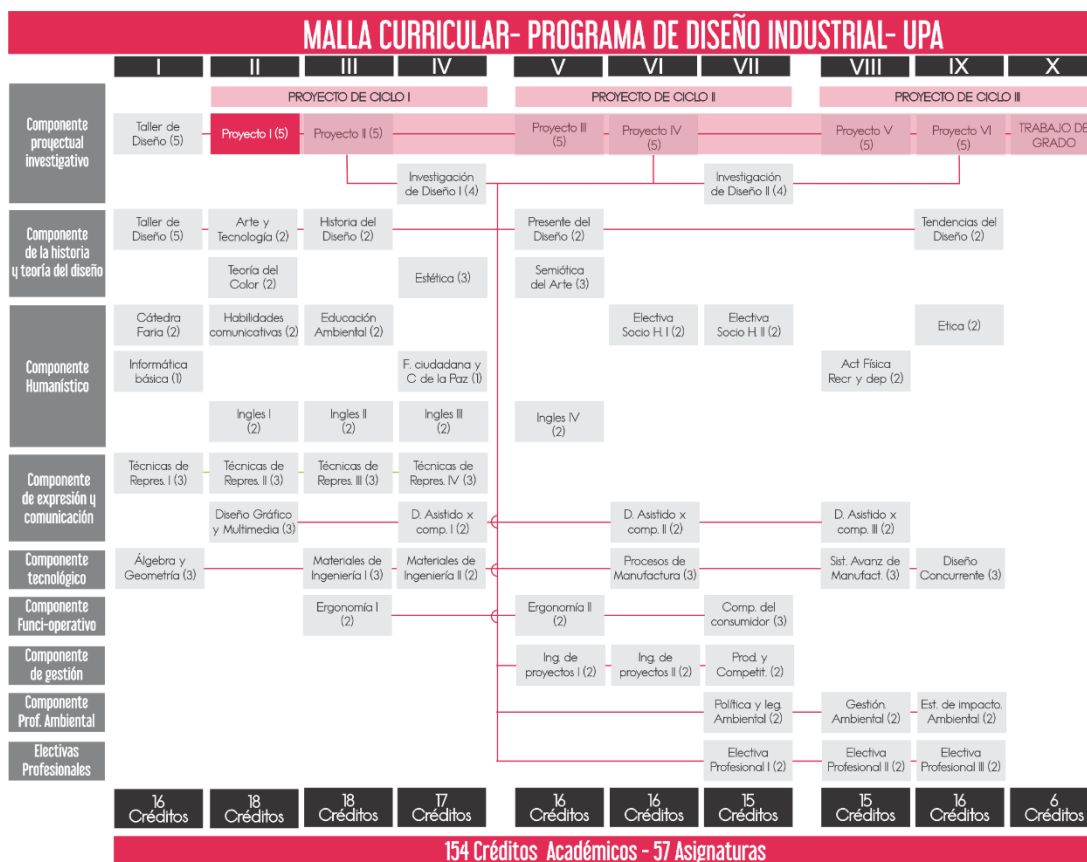 MALLA CURRICULAR- PROGRAMA DE DISEÑO INDUSTRIAL- UPA
I II III IV V VI VII VIII IX X
PROYECTO DE CICLO I PROYECTO DE CICLO II PROYECTO DE CICLO III
Componente
proyectual
investigativo
Taller de
Diseño (5)
Proyecto I (5)
Proyecto II (5)
Proyecto III
(5)
Proyecto IV
(5)
Proyecto V
(5)
Proyecto VI
(5)
TRABAJO DE
GRADO
Investigación
de Diseño I (4)
Investigación
de Diseño II (4)
Componente
de la historia
y teoría del diseño
Taller de
Diseño (5)
Arte y
Tecnología (2)
Historia del
Diseño (2)
Presente del
Diseño (2)
Tendencias del
Diseño (2)
Teoría del
Color (2)
Estética (3)
Semiótica
del Arte (3)
Componente
Humanístico
Cátedra
Faria (2)
Habilidades
comunicativas (2)
Educación
Ambiental (2)
Electiva
Socio H. I (2)
Electiva
Socio H. II (2)
Etica (2)
Informática
básica (1)
F. ciudadana y
C de la Paz (1)
Act Física
Recr y dep (2)
Ingles I
(2)
Ingles II
(2)
Ingles III
(2)
Ingles IV
(2)
Componente
de expresión y
comunicación
Técnicas de
Repres. I (3)
Técnicas de
Repres. II (3)
Técnicas de
Repres. III (3)
Técnicas de
Repres. IV (3)
Diseño Gráfico
y Multimedia (3)
D. Asistido x
comp. I (2)
D. Asistido x
comp. II (2)
D. Asistido x
comp. III (2)
Componente
tecnológico
Álgebra y
Geometría (3)
Materiales de
Ingeniería I (3)
Materiales de
Ingeniería II (2)
Procesos de
Manufactura (3)
Sist. Avanz de
Manufact. (3)
Diseño
Concurrente (3)
Componente
Funci-operativo
Ergonomía I
(2)
Ergonomía II
(2)
Comp. del
consumidor (3)
Componente
de gestión
Ing. de
proyectos I (2)
Ing. de
proyectos II (2)
Prod. y
Competit. (2)
Componente
Prof. Ambiental
Política y leg.
Ambiental (2)
Gestión.
Ambiental (2)
Est. de impacto.
Ambiental (2)
Electivas
Profesionales
Electiva
Profesional I (2)
Electiva
Profesional II (2)
Electiva
Profesional III (2)
16
Créditos
18
Créditos
18
Créditos
17
Créditos
16
Créditos
16
Créditos
15
Créditos
15
Créditos
16
Créditos
6
Créditos
154 Créditos Académicos - 57 Asignaturas